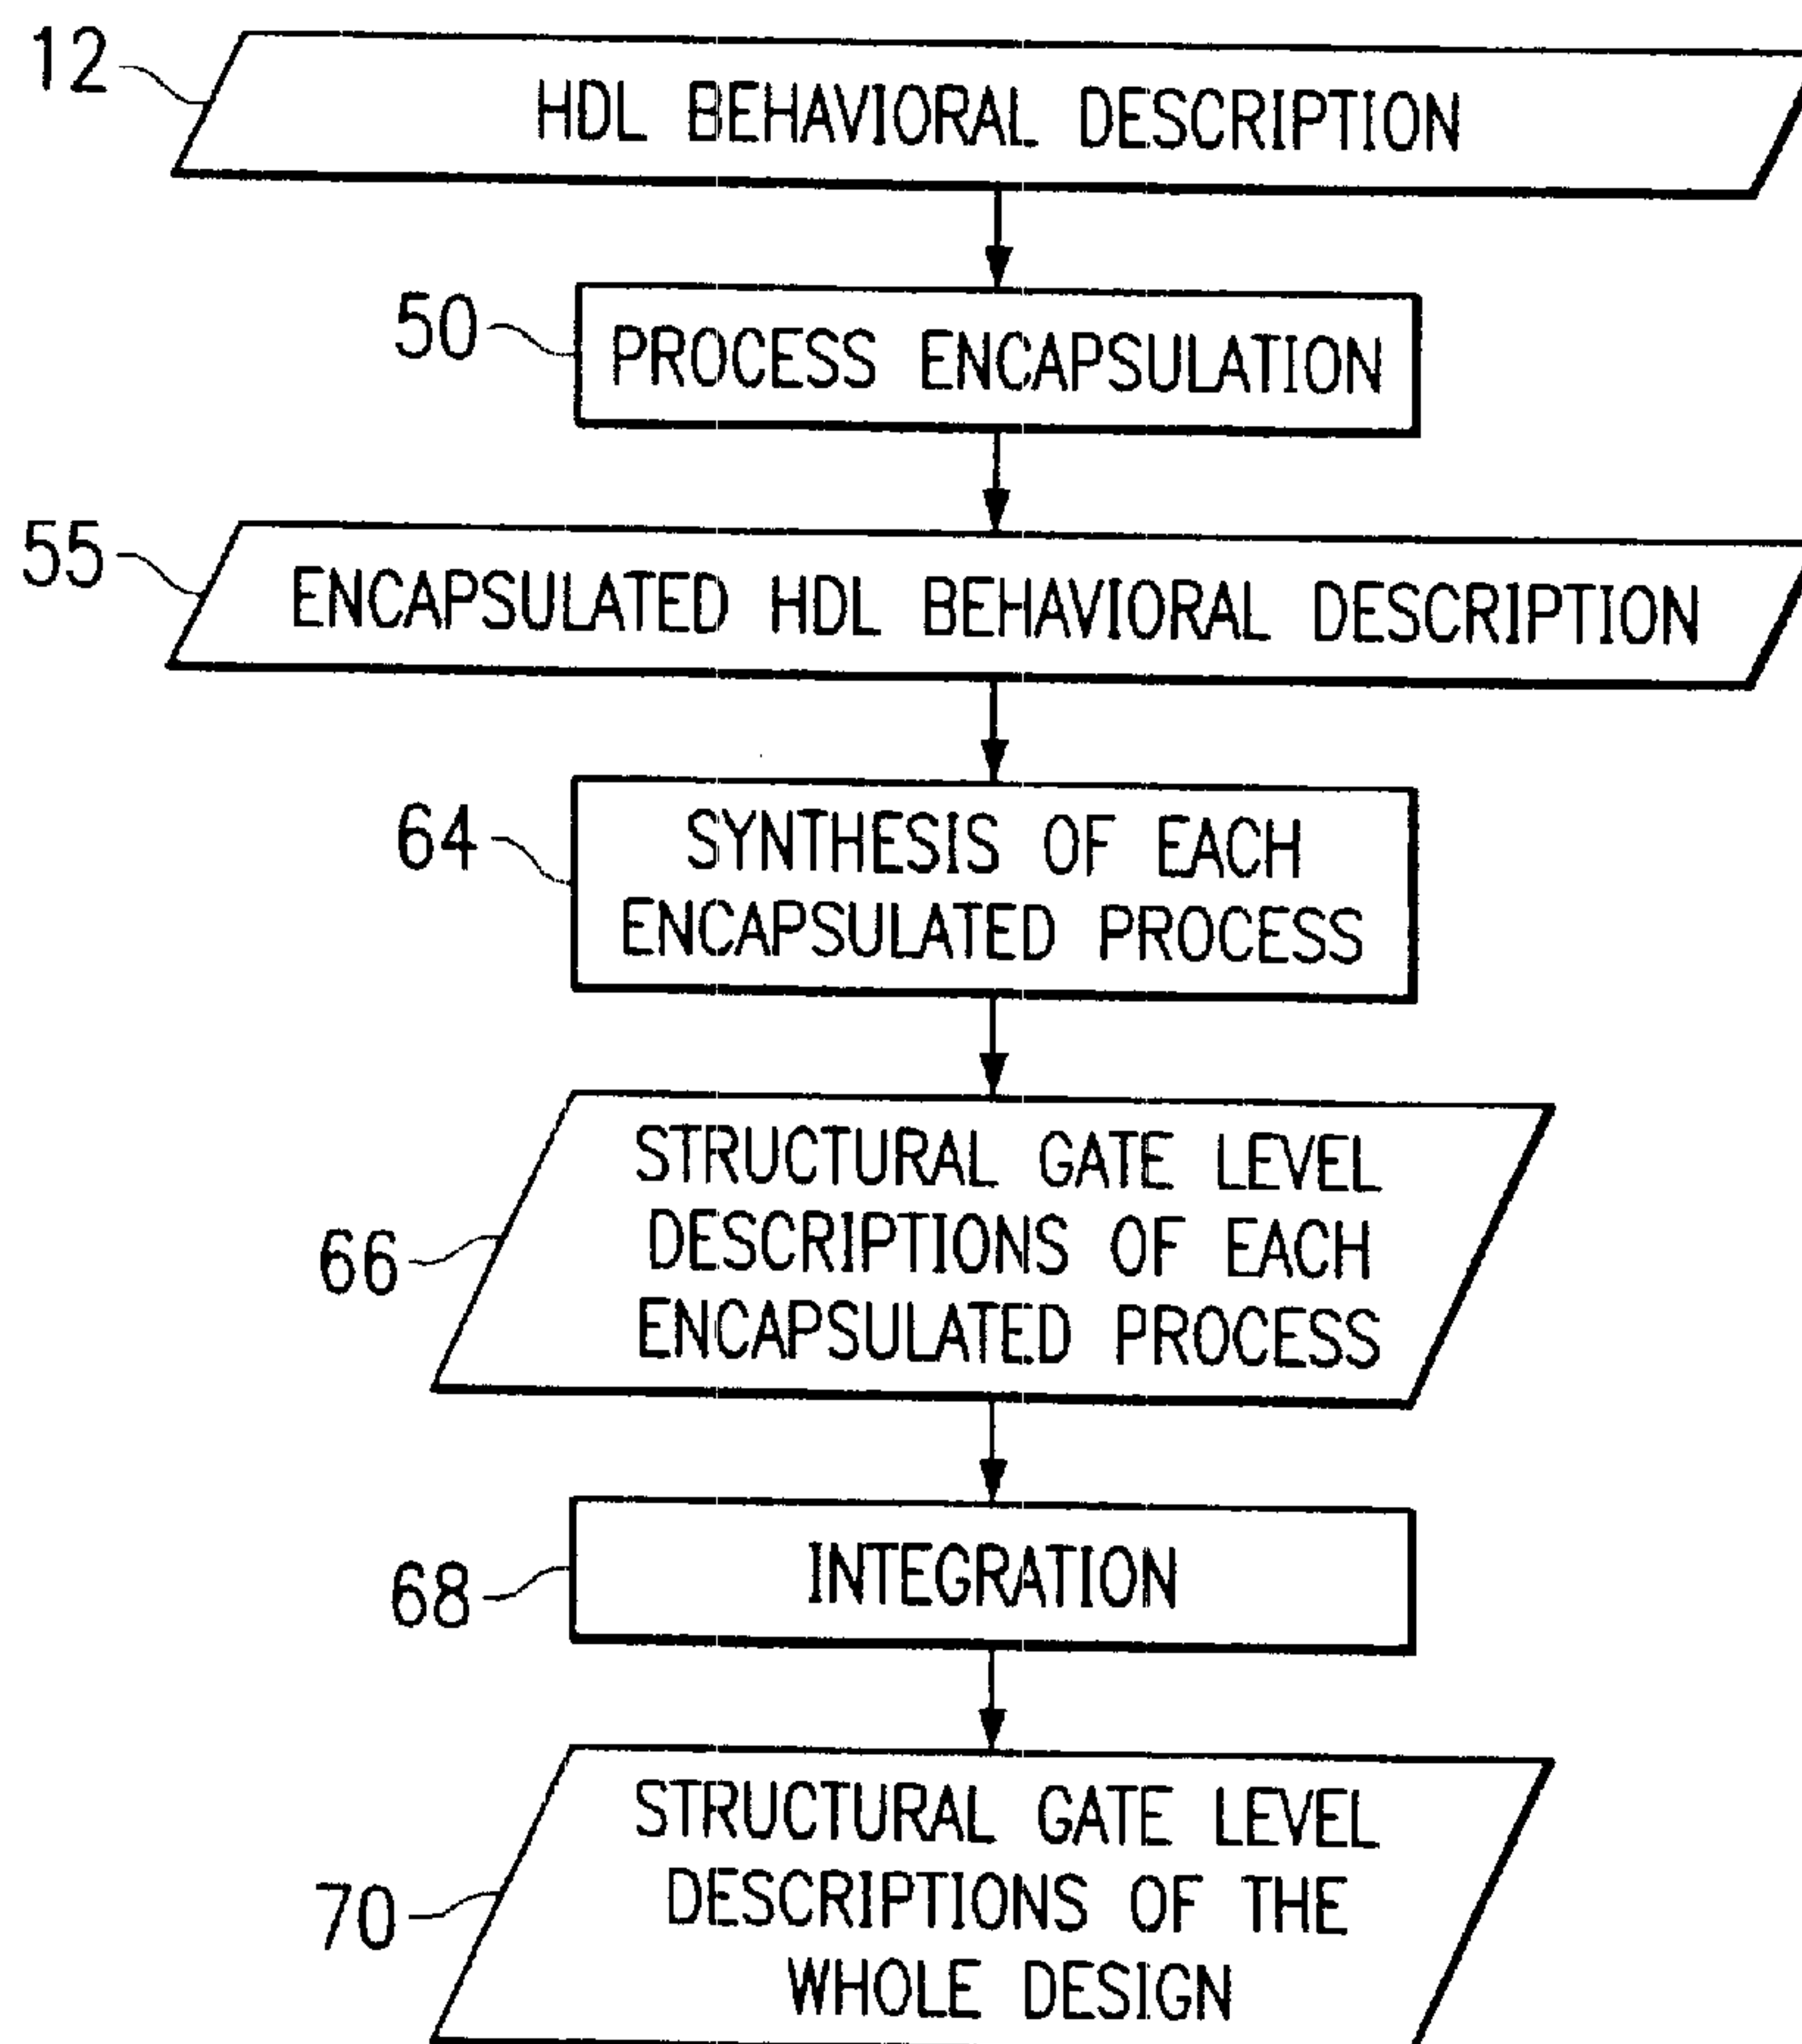 12
HDL BEHAVIORAL DESCRIPTION
50
PROCESS ENCAPSULATION
55
ENCAPSULATED HDL BEHAVIORAL DESCRIPTION
64
SYNTHESIS OF EACH
ENCAPSULATED PROCESS
66
STRUCTURAL GATE LEVEL
DESCRIPTIONS OF EACH
ENCAPSULATED PROCESS
68
INTEGRATION
70
STRUCTURAL GATE LEVEL
DESCRIPTIONS OF THE
WHOLE DESIGN